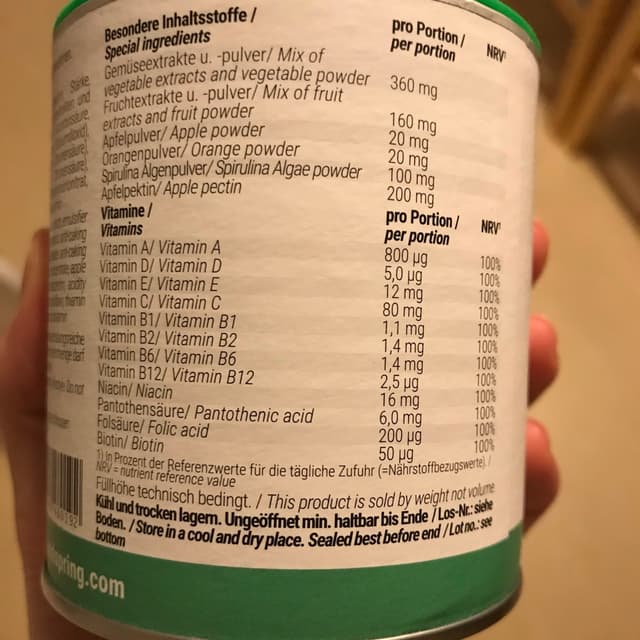 Besondere Inhaltsstoffe / pro Portion / NRV¹
Special ingredients per portion
Gemüseextrakte u. -pulver/ Mix of
vegetable extracts and vegetable powder 360 mg
Fruchtextrakte u. -pulver/ Mix of fruit
extracts and fruit powder 160 mg
Apfelpulver/ Apple powder 20 mg
Orangenpulver/ Orange powder 20 mg
Spirulina Algenpulver/ Spirulina Algae powder 100 mg
Apfelpektin/ Apple pectin 200 mg
Vitamine / pro Portion / NRV¹
Vitamins per portion
Vitamin A/ Vitamin A 800 µg 100%
Vitamin D/ Vitamin D 5,0 µg 100%
Vitamin E/ Vitamin E 12 mg 100%
Vitamin C/ Vitamin C 80 mg 100%
Vitamin B1/ Vitamin B1 1,1 mg 100%
Vitamin B2/ Vitamin B2 1,4 mg 100%
Vitamin B6/ Vitamin B6 1,4 mg 100%
Vitamin B12/ Vitamin B12 2,5 µg 100%
Niacin/ Niacin 16 mg 100%
Pantothensäure/ Pantothenic acid 6,0 mg 100%
Folsäure/ Folic acid 200 µg 100%
Biotin/ Biotin 50 µg 100%
1) In Prozent der Referenzwerte für die tägliche Zufuhr (=Nährstoffbezugswerte). /
NRV = nutrient reference value
Füllhöhe technisch bedingt. / This product is sold by weight not volume
Kühl und trocken lagern. Ungeöffnet min. haltbar bis Ende / Los-Nr.: siehe
Boden. / Store in a cool and dry place. Sealed best before end / Lot no.: see
bottom
pring.com